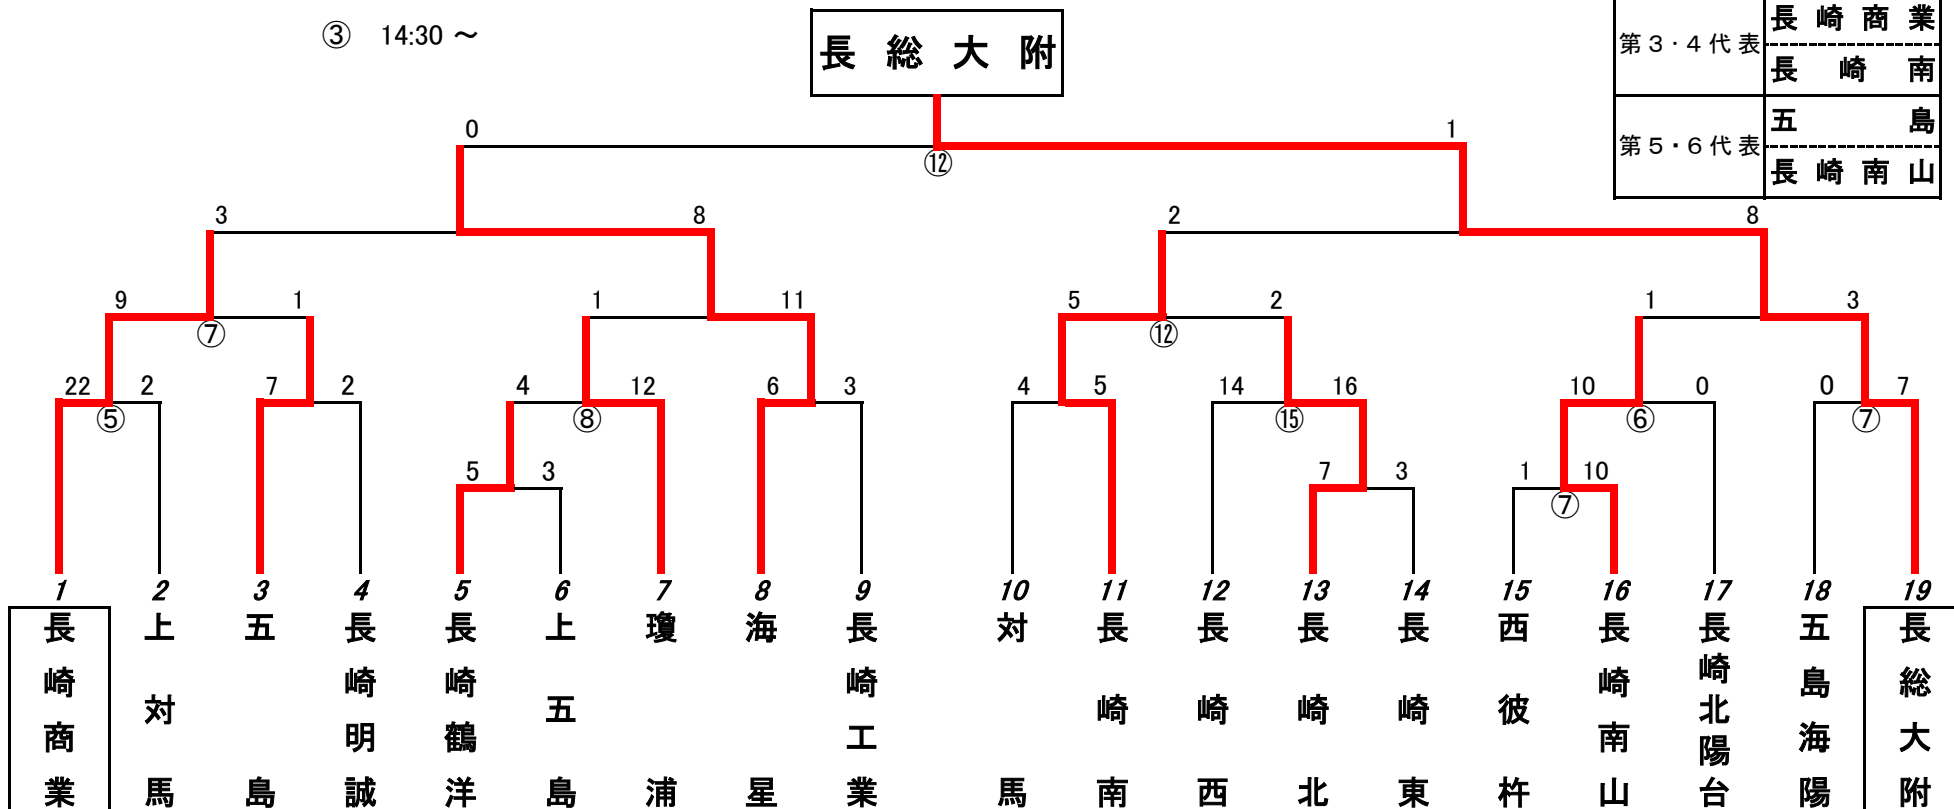 ③ 14:30 ～
長総大附
第3・4代表
長崎商業
長崎南
第5・6代表
五島
長崎南山
0 1
⑫
3 8 2 8
9 1 1 11 5 2 1 3
⑦ ⑫
22 2 7 2 4 12 6 3 4 5 14 16 10 0 0 7
⑤ ⑧ ⑮ ⑥ ⑦
5 3 7 3 1 10
⑦
1 2 3 4 5 6 7 8 9 10 11 12 13 14 15 16 17 18 19
長崎商業
上対馬
五島
長崎明誠
長崎鶴洋
上五島
瓊浦
海星
長崎工業
対馬
長崎南
長崎西
長崎北
長崎東
西彼杵
長崎南山
長崎北陽台
五島海陽
長総大附